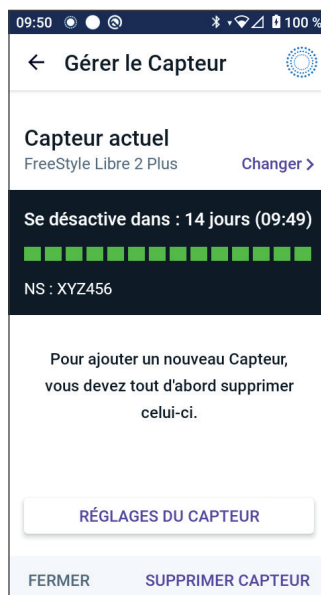 09:50 100 %
Gérer le Capteur
Capteur actuel
FreeStyle Libre 2 Plus Changer
Se désactive dans : 14 jours (09:49)
NS : XYZ456
Pour ajouter un nouveau Capteur,
vous devez tout d'abord supprimer
celui-ci.
RÉGLAGES DU CAPTEUR
FERMER SUPPRIMER CAPTEUR